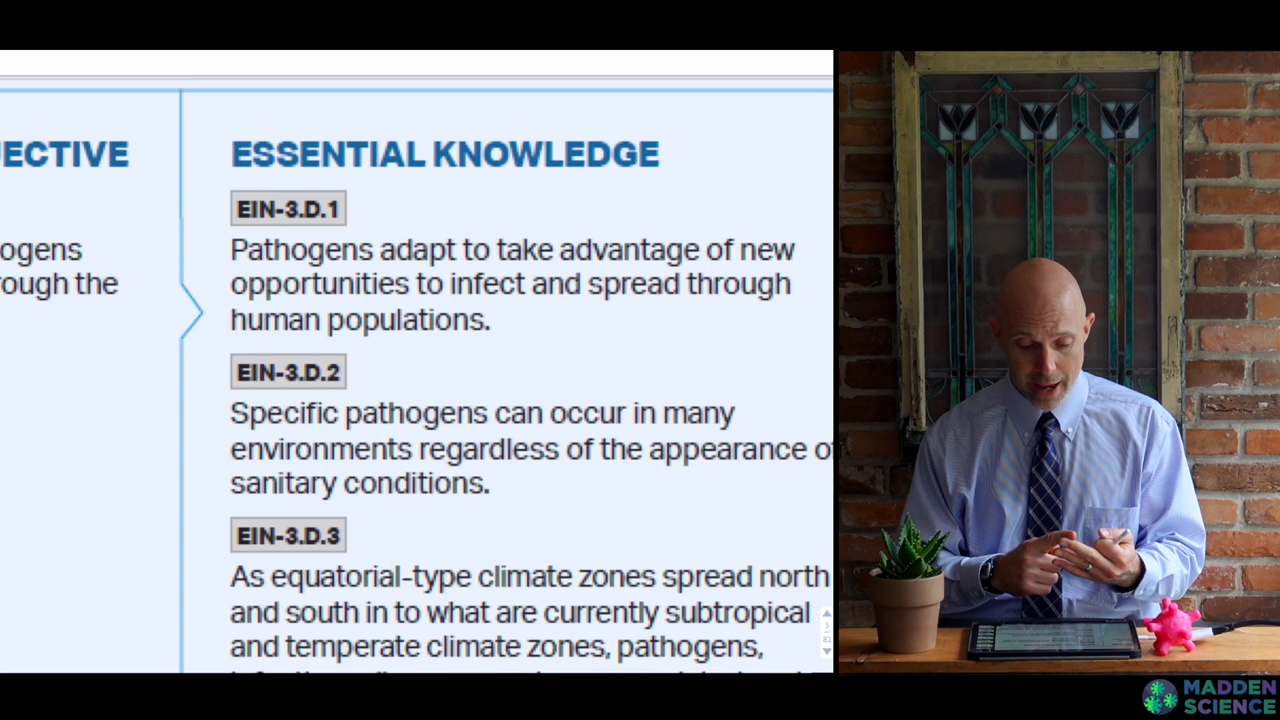 JECTIVE
ESSENTIAL KNOWLEDGE
EIN-3.D.1
ogens
rough the
Pathogens adapt to take advantage of new
opportunities to infect and spread through
human populations.
EIN-3.D.2
Specific pathogens can occur in many
environments regardless of the appearance of
sanitary conditions.
EIN-3.D.3
As equatorial-type climate zones spread north
and south in to what are currently subtropical
and temperate climate zones, pathogens,
MADDEN
SCIENCE